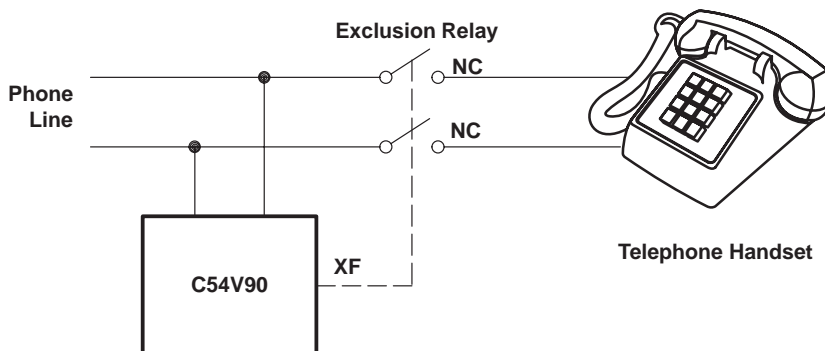 Exclusion Relay
NC
Phone
Line
NC
XF
C54V90
Telephone Handset